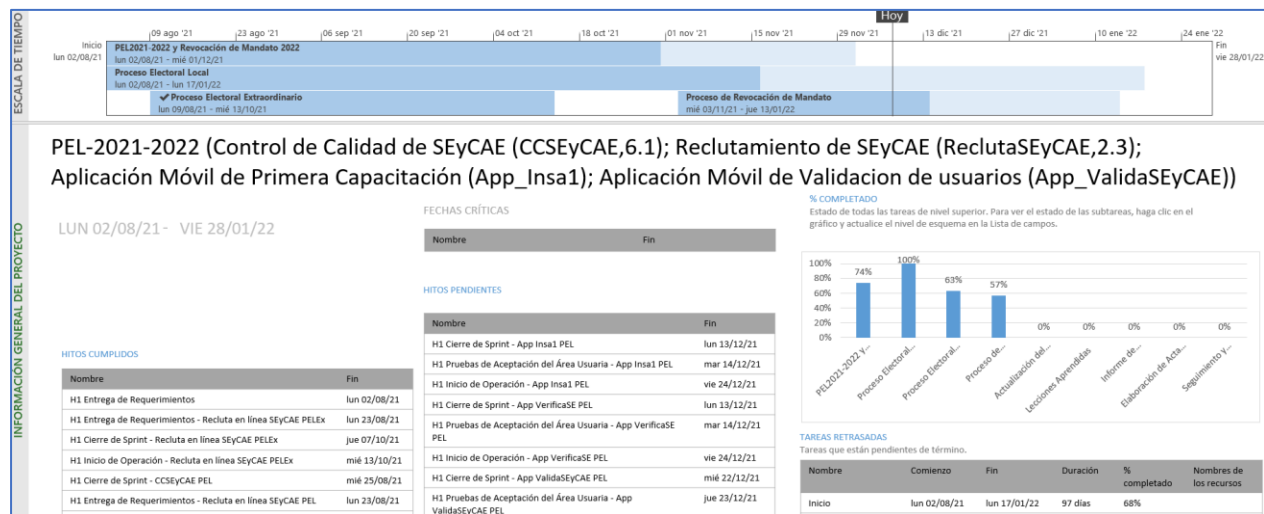 Hoy
09 ago '21 23 ago '21 06 sep '21 20 sep '21 04 oct '21 18 oct '21 01 nov '21 15 nov '21 29 nov '21 13 dic '21 27 dic '21 10 ene '22 24 ene '22
ESCALA DE TIEMPO
Inicio
lun 02/08/21
PEL2021-2022 y Revocación de Mandato 2022
lun 02/08/21 - mié 01/12/21
Proceso Electoral Local
lun 02/08/21 - lun 17/01/22
Proceso Electoral Extraordinario
lun 09/08/21 - mié 13/10/21
Proceso de Revocación de Mandato
mié 03/11/21 - jue 13/01/22
Fin
vie 28/01/22
INFORMACIÓN GENERAL DEL PROYECTO
PEL-2021-2022 (Control de Calidad de SEyCAE (CCSEyCAE,6.1); Reclutamiento de SEyCAE (ReclutaSEyCAE,2.3);
Aplicación Móvil de Primera Capacitación (App_Insa1); Aplicación Móvil de Validacion de usuarios (App_ValidaSEyCAE))
LUN 02/08/21 - VIE 28/01/22
HITOS CUMPLIDOS
Nombre Fin
H1 Entrega de Requerimientos lun 02/08/21
H1 Entrega de Requerimientos - Recluta en línea SEyCAE PELEx lun 23/08/21
H1 Cierre de Sprint - Recluta en línea SEyCAE PELEx jue 07/10/21
H1 Inicio de Operación - Recluta en línea SEyCAE PELEx mié 13/10/21
H1 Cierre de Sprint - CCSEyCAE PEL mié 25/08/21
H1 Entrega de Requerimientos - Recluta en línea SEyCAE PEL lun 23/08/21
FECHAS CRÍTICAS
Nombre Fin
HITOS PENDIENTES
Nombre Fin
H1 Cierre de Sprint - App Insa1 PEL lun 13/12/21
H1 Pruebas de Aceptación del Área Usuaria - App Insa1 PEL mar 14/12/21
H1 Inicio de Operación - App Insa1 PEL vie 24/12/21
H1 Cierre de Sprint - App VerificaSE PEL lun 13/12/21
H1 Pruebas de Aceptación del Área Usuaria - App VerificaSE mar 14/12/21
PEL
H1 Inicio de Operación - App VerificaSE PEL vie 24/12/21
H1 Cierre de Sprint - App ValidaSEyCAE PEL mié 22/12/21
H1 Pruebas de Aceptación del Área Usuaria - App jue 23/12/21
ValidaSEyCAE PEL
% COMPLETADO
Estado de todas las tareas de nivel superior. Para ver el estado de las subtareas, haga clic en el
gráfico y actualice el nivel de esquema en la Lista de campos.
100%
80%
60%
40%
20%
0%
74% 100% 63% 57% 0% 0% 0% 0% 0%
PEL2021-2022 y...
Proceso Electoral...
Proceso Electoral...
Proceso de...
Actualización del...
Lecciones Aprendidas
Informe de...
Elaboración de Acta...
Seguimiento y...
TAREAS RETRASADAS
Tareas que están pendientes de término.
Nombre Comienzo Fin Duración % completado Nombres de los recursos
Inicio lun 02/08/21 lun 17/01/22 97 días 68%